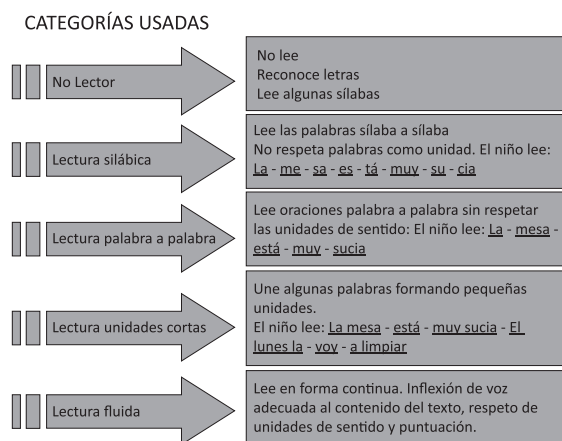 CATEGORÍAS USADAS
No Lector
No lee
Reconoce letras
Lee algunas sílabas
Lectura silábica
Lee las palabras sílaba a sílaba
No respeta palabras como unidad. El niño lee:
La - me - sa - es - tá - muy - su - cia
Lectura palabra a palabra
Lee oraciones palabra a palabra sin respetar
las unidades de sentido: El niño lee: La - mesa -
está - muy - sucia
Lectura unidades cortas
Une algunas palabras formando pequeñas
unidades.
El niño lee: La mesa - está - muy sucia - El
lunes la - voy - a limpiar
Lectura fluida
Lee en forma continua. Inflexión de voz
adecuada al contenido del texto, respeto de
unidades de sentido y puntuación.